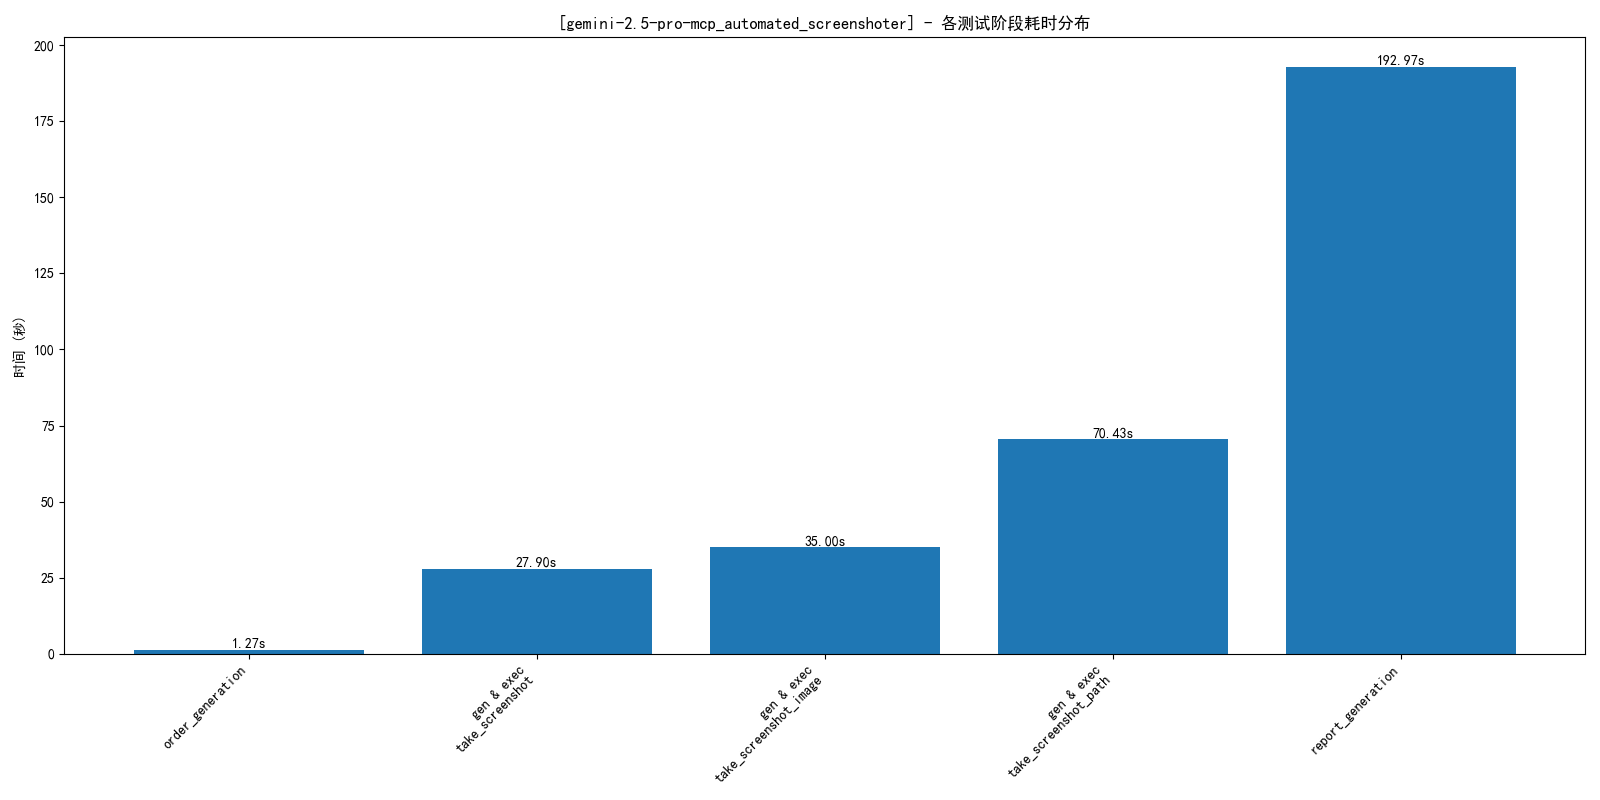 [gemini-2.5-pro-mcp_automated_screenshoter] - 各测试阶段耗时分布
时间 (秒)
200
175
150
125
100
75
50
25
0
1.27s
27.90s
35.00s
70.43s
192.97s
order_generation
gen & exec
take_screenshot
gen & exec
take_screenshot_image
gen & exec
take_screenshot_path
report_generation